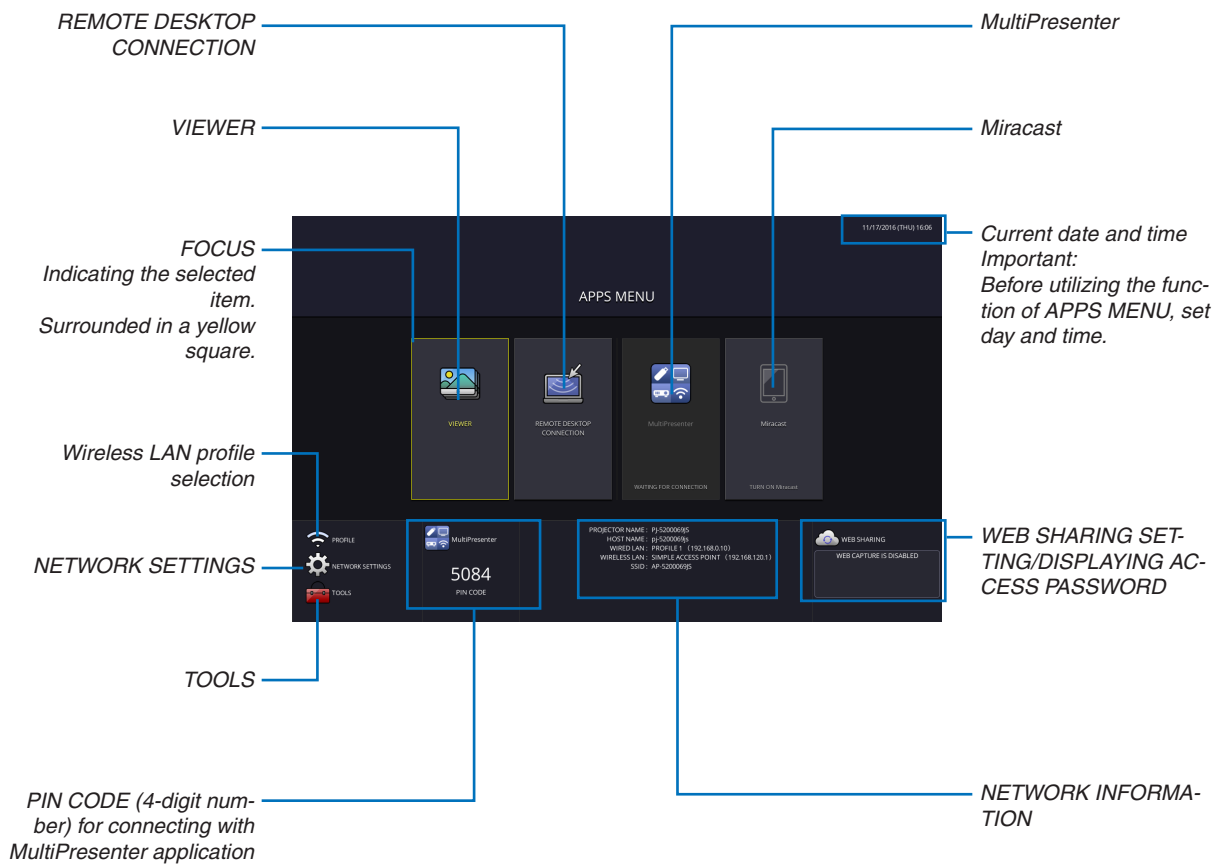 REMOTE DESKTOP
CONNECTION
MultiPresenter
VIEWER
Miracast
FOCUS
Indicating the selected
item.
Surrounded in a yellow
square.
Current date and time
Important:
Before utilizing the func-
tion of APPS MENU, set
day and time.
11/17/2016 (THU) 16:06
APPS MENU
VIEWER
REMOTE DESKTOP
CONNECTION
MultiPresenter
WAITING FOR CONNECTION
Miracast
TURN ON Miracast
Wireless LAN profile
selection
NETWORK SETTINGS
TOOLS
PROFILE
NETWORK SETTINGS
TOOLS
MultiPresenter
5084
PIN CODE
PROJECTOR NAME : PJ-5200069JS
HOST NAME : pj-5200069js
WIRED LAN : PROFILE 1 (192.168.0.10)
WIRELESS LAN : SIMPLE ACCESS POINT (192.168.120.1)
SSID : AP-5200069JS
WEB SHARING
WEB CAPTURE IS DISABLED
WEB SHARING SET-
TING/DISPLAYING AC-
CESS PASSWORD
PIN CODE (4-digit num-
ber) for connecting with
MultiPresenter application
NETWORK INFORMA-
TION